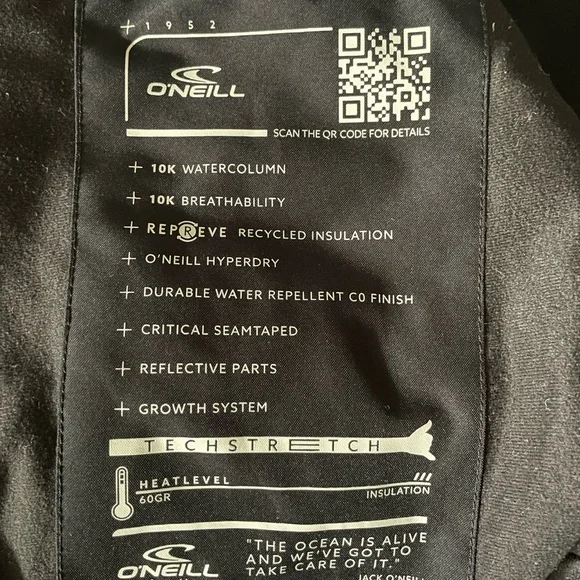 + 1952
O'NEILL
SCAN THE QR CODE FOR DETAILS
+ 10K WATERCOLUMN
+ 10K BREATHABILITY
+ REPREVE RECYCLED INSULATION
+ O'NEILL HYPERDRY
+ DURABLE WATER REPELLENT C0 FINISH
+ CRITICAL SEAMTAPED
+ REFLECTIVE PARTS
+ GROWTH SYSTEM
TECHSTRETCH
HEATLEVEL
60GR
INSULATION
O'NEILL
"THE OCEAN IS ALIVE
AND WE'VE GOT TO
TAKE CARE OF IT."
JACK O'NEILL